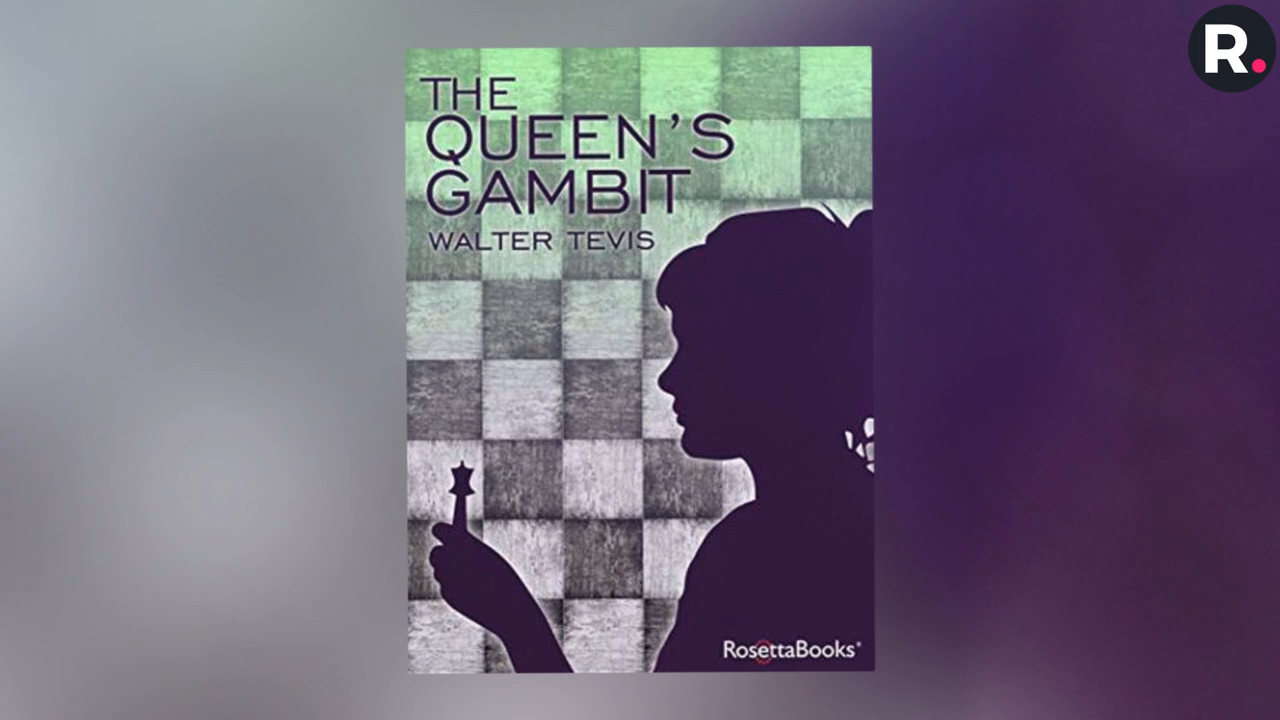 R.
THE
QUEEN'S
GAMBIT
WALTER TEVIS
RosettaBooks®